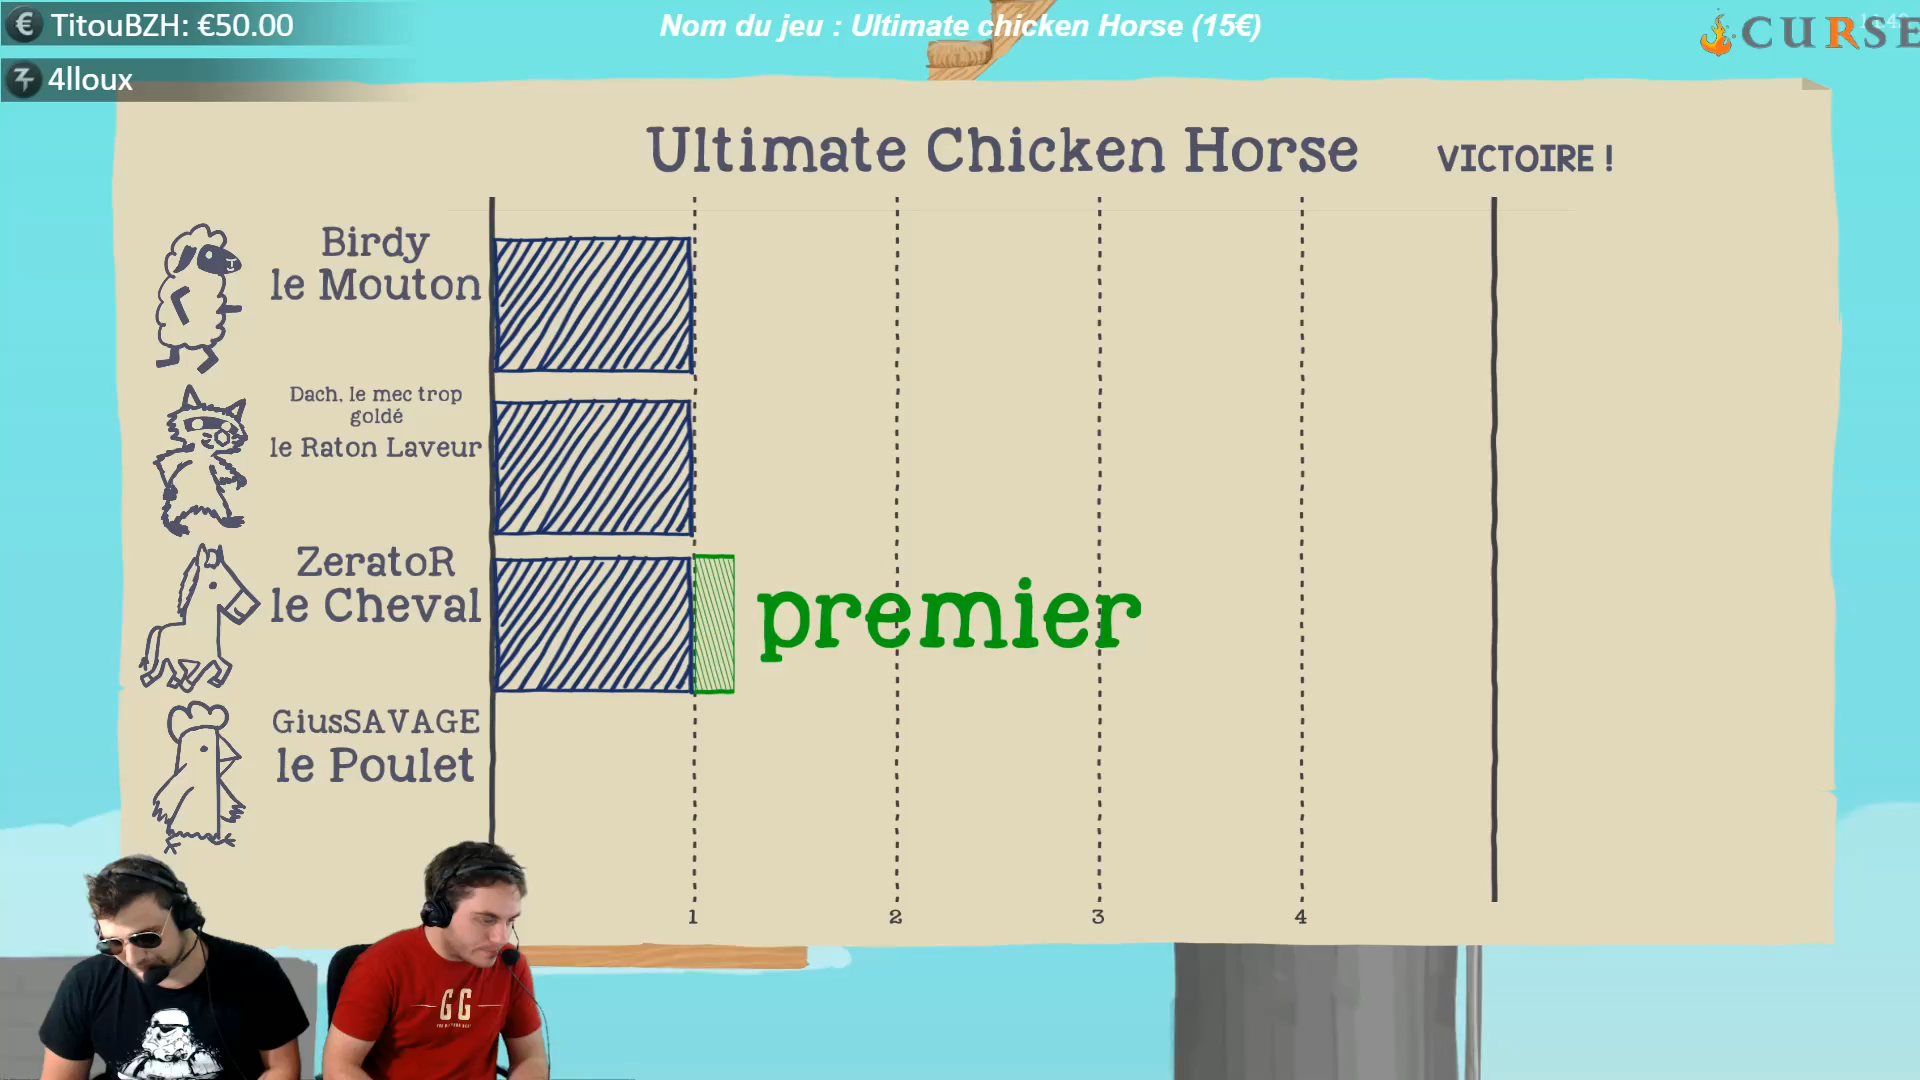 € TitouBZH: €50.00
Nom du jeu : Ultimate chicken Horse (15€)
CURSE
4lloux
Ultimate Chicken Horse
VICTOIRE !
Birdy
le Mouton
Dach, le mec trop
goldé
le Raton Laveur
ZeratoR
le Cheval
premier
GiusSAVAGE
le Poulet
1
2
3
4
GG